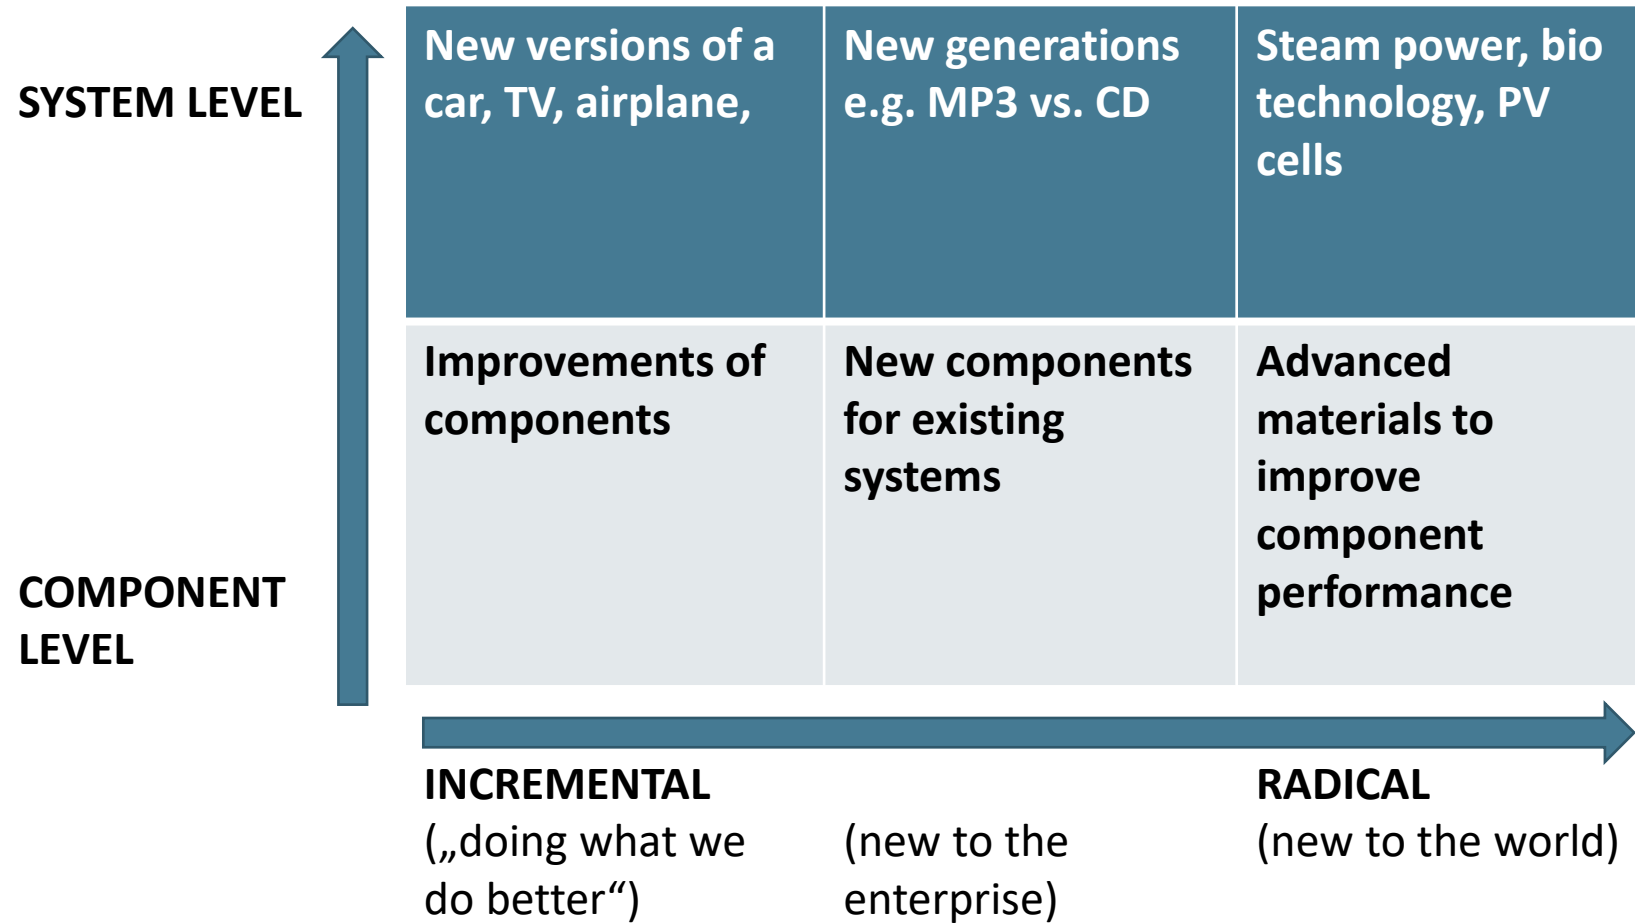 SYSTEM LEVEL
New versions of a
car, TV, airplane,
New generations
e.g. MP3 vs. CD
Steam power, bio
technology, PV
cells
COMPONENT
LEVEL
Improvements of
components
New components
for existing
systems
Advanced
materials to
improve
component
performance
INCREMENTAL
(„doing what we
do better“)
(new to the
enterprise)
RADICAL
(new to the world)